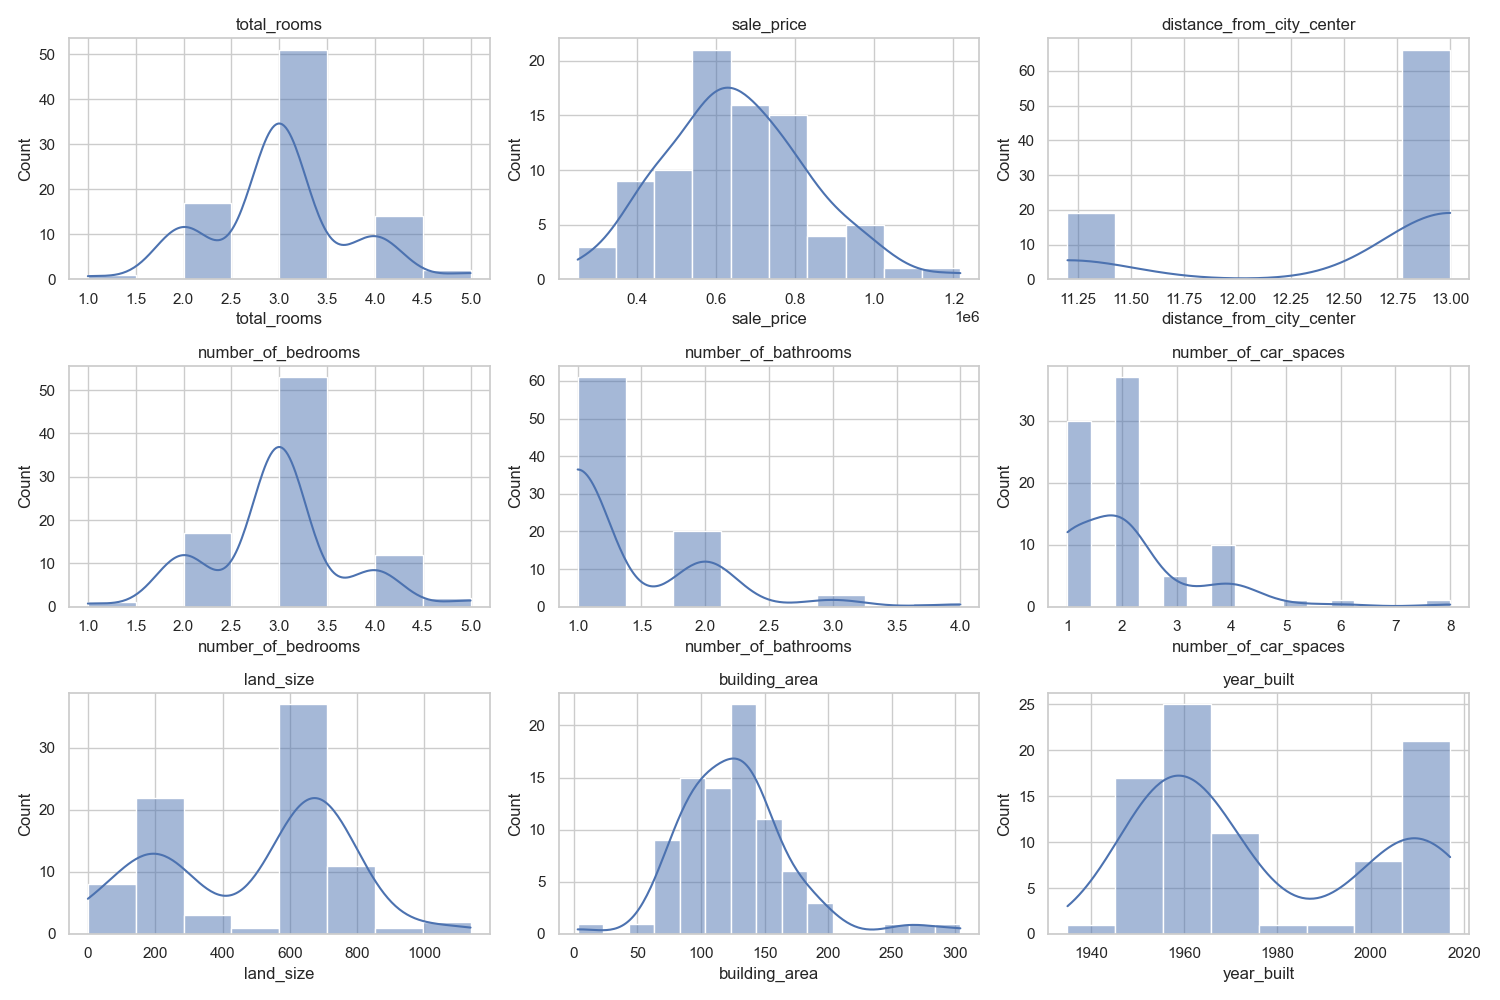 total_rooms
50
40
30
20
10
0
Count
1.0 1.5 2.0 2.5 3.0 3.5 4.0 4.5 5.0
total_rooms
sale_price
20
15
10
5
0
Count
0.4 0.6 0.8 1.0 1.2
1e6
sale_price
distance_from_city_center
60
50
40
30
20
10
0
Count
11.25 11.50 11.75 12.00 12.25 12.50 12.75 13.00
distance_from_city_center
number_of_bedrooms
50
40
30
20
10
0
Count
1.0 1.5 2.0 2.5 3.0 3.5 4.0 4.5 5.0
number_of_bedrooms
number_of_bathrooms
60
50
40
30
20
10
0
Count
1.0 1.5 2.0 2.5 3.0 3.5 4.0
number_of_bathrooms
number_of_car_spaces
30
20
10
0
Count
1 2 3 4 5 6 7 8
number_of_car_spaces
land_size
30
20
10
0
Count
0 200 400 600 800 1000
land_size
building_area
20
15
10
5
0
Count
0 50 100 150 200 250 300
building_area
year_built
25
20
15
10
5
0
Count
1940 1960 1980 2000 2020
year_built